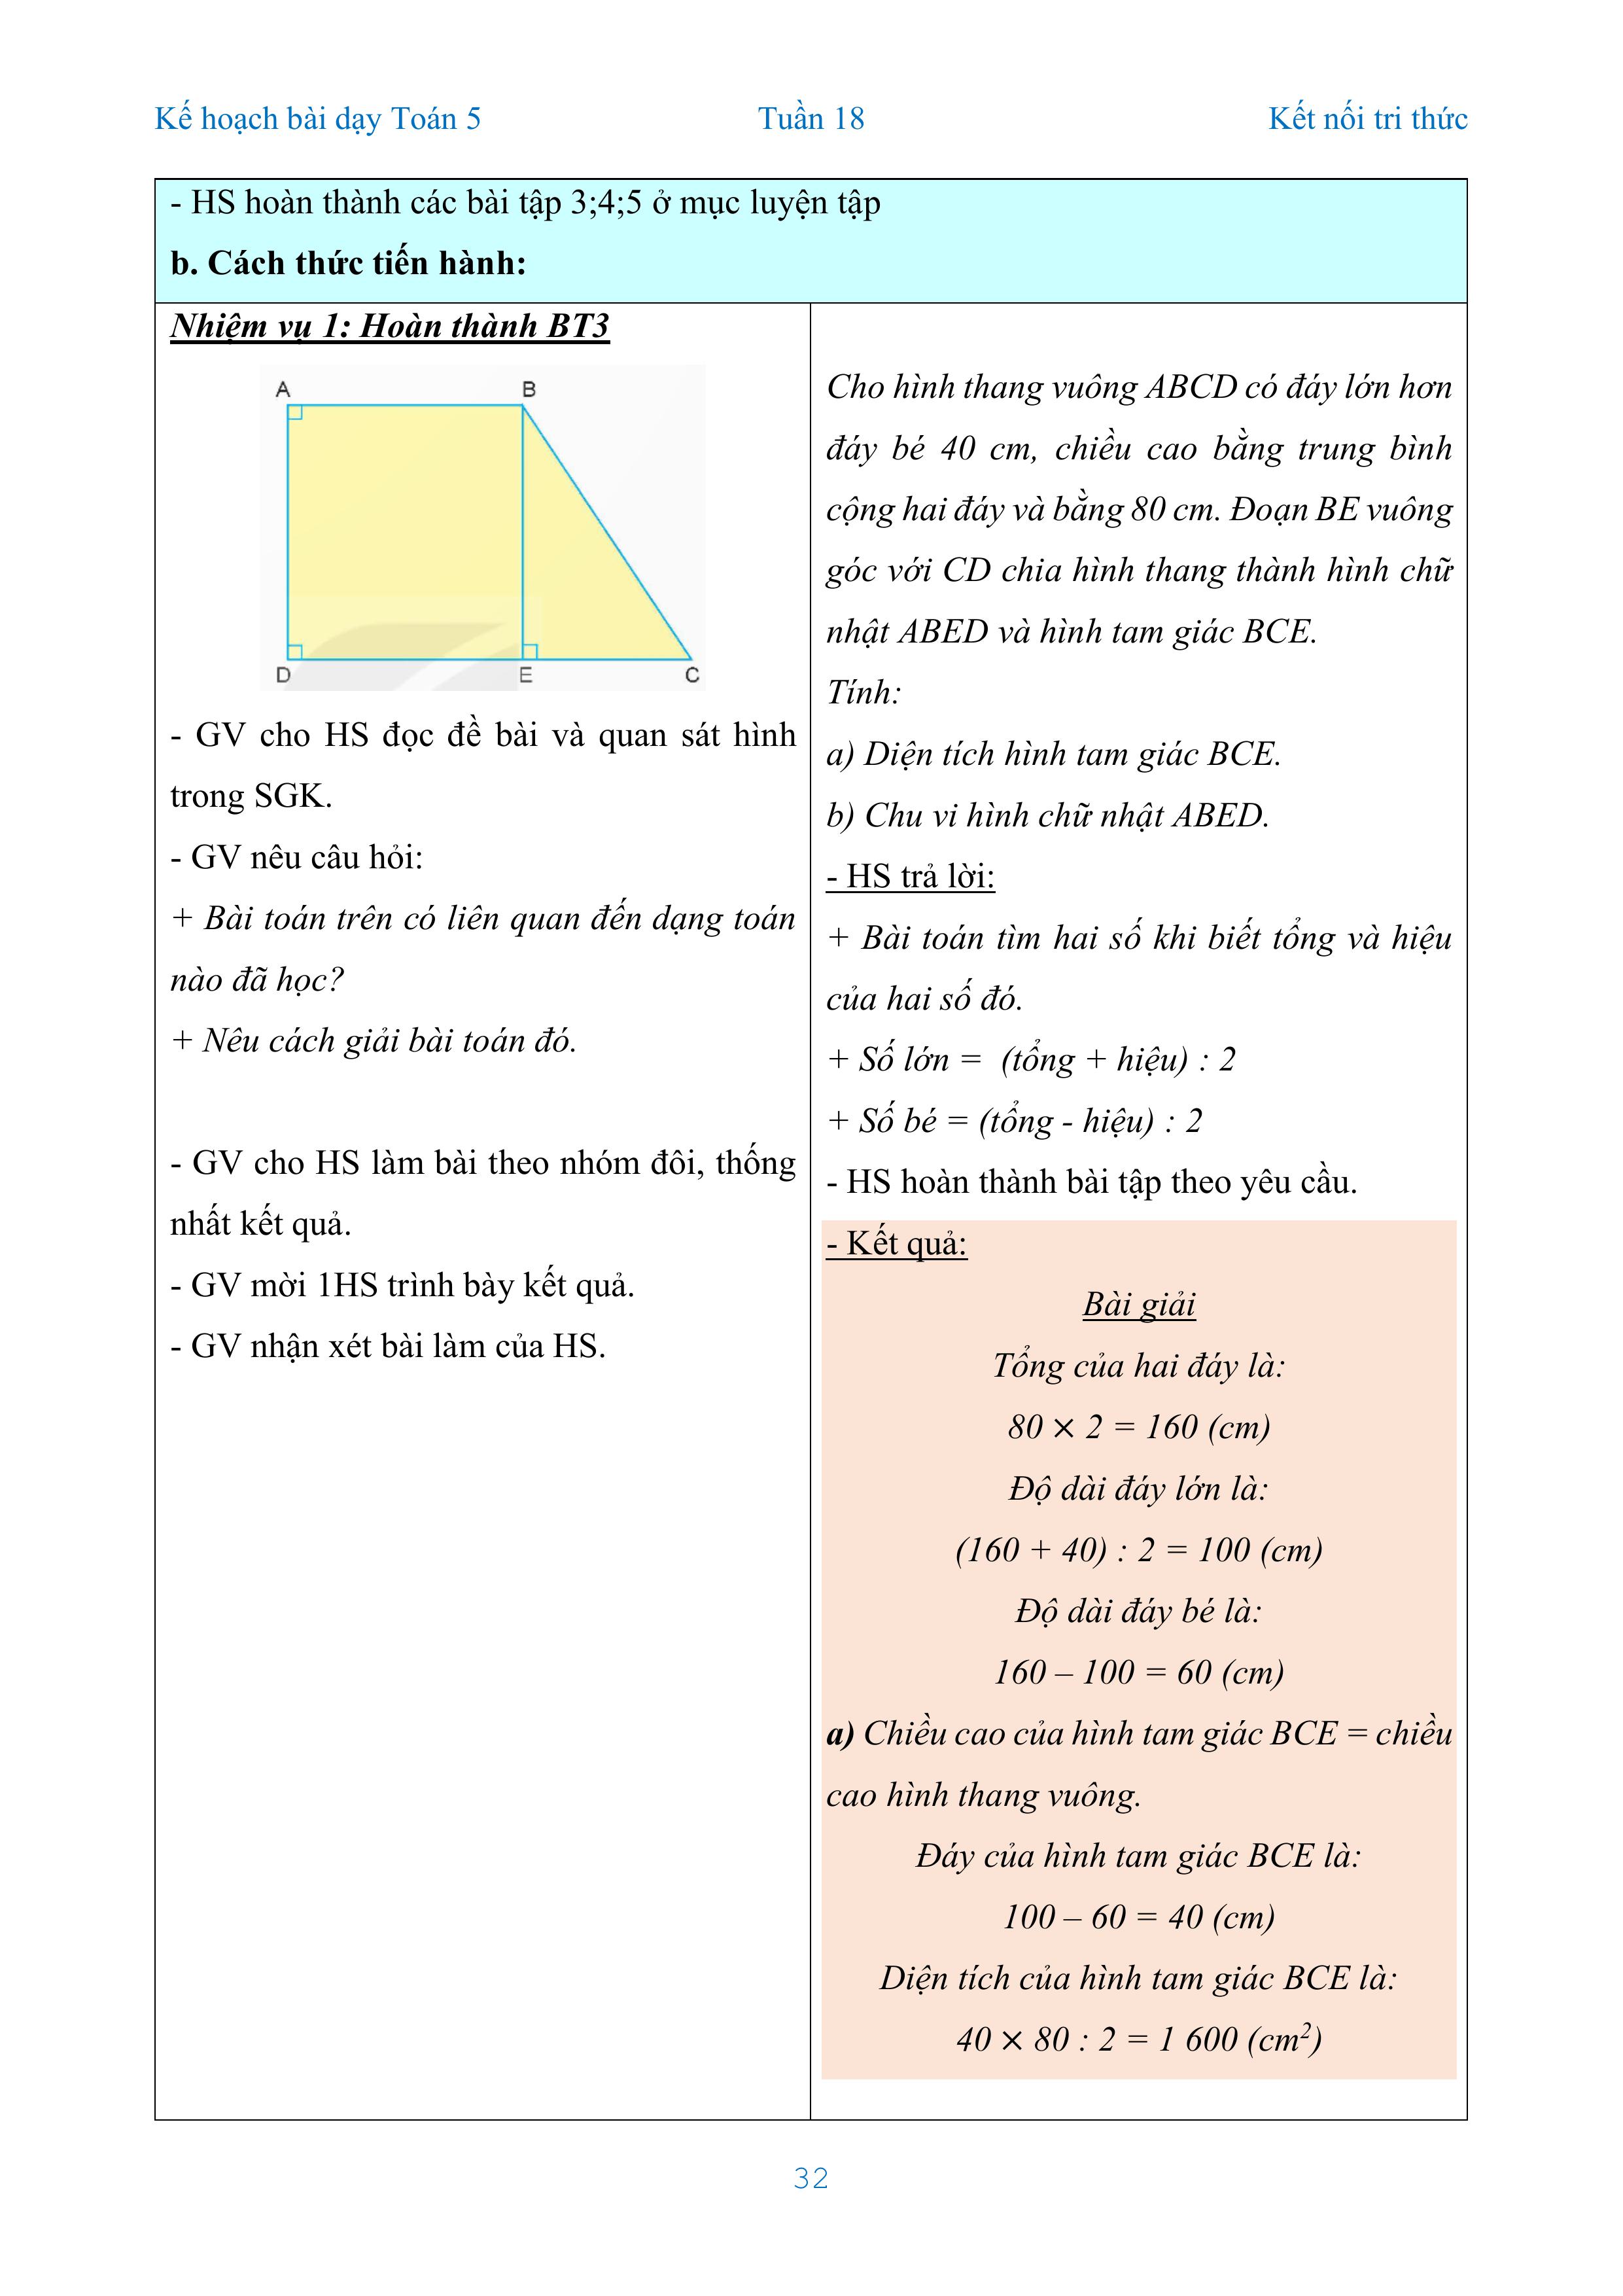 Kế hoạch bài dạy Toán 5 Tuần 18 Kết nối tri thức
- HS hoàn thành các bài tập 3;4;5 ở mục luyện tập
b. Cách thức tiến hành:
Nhiệm vụ 1: Hoàn thành BT3
A B
D E C
- GV cho HS đọc đề bài và quan sát hình
trong SGK.
- GV nêu câu hỏi:
+ Bài toán trên có liên quan đến dạng toán
nào đã học?
+ Nêu cách giải bài toán đó.
- GV cho HS làm bài theo nhóm đôi, thống
nhất kết quả.
- GV mời 1HS trình bày kết quả.
- GV nhận xét bài làm của HS.
Cho hình thang vuông ABCD có đáy lớn hơn
đáy bé 40 cm, chiều cao bằng trung bình
cộng hai đáy và bằng 80 cm. Đoạn BE vuông
góc với CD chia hình thang thành hình chữ
nhật ABED và hình tam giác BCE.
Tính:
a) Diện tích hình tam giác BCE.
b) Chu vi hình chữ nhật ABED.
- HS trả lời:
+ Bài toán tìm hai số khi biết tổng và hiệu
của hai số đó.
+ Số lớn = (tổng + hiệu) : 2
+ Số bé = (tổng - hiệu) : 2
- HS hoàn thành bài tập theo yêu cầu.
- Kết quả:
Bài giải
Tổng của hai đáy là:
80 × 2 = 160 (cm)
Độ dài đáy lớn là:
(160 + 40) : 2 = 100 (cm)
Độ dài đáy bé là:
160 – 100 = 60 (cm)
a) Chiều cao của hình tam giác BCE = chiều
cao hình thang vuông.
Đáy của hình tam giác BCE là:
100 – 60 = 40 (cm)
Diện tích của hình tam giác BCE là:
40 × 80 : 2 = 1 600 (cm²)
32